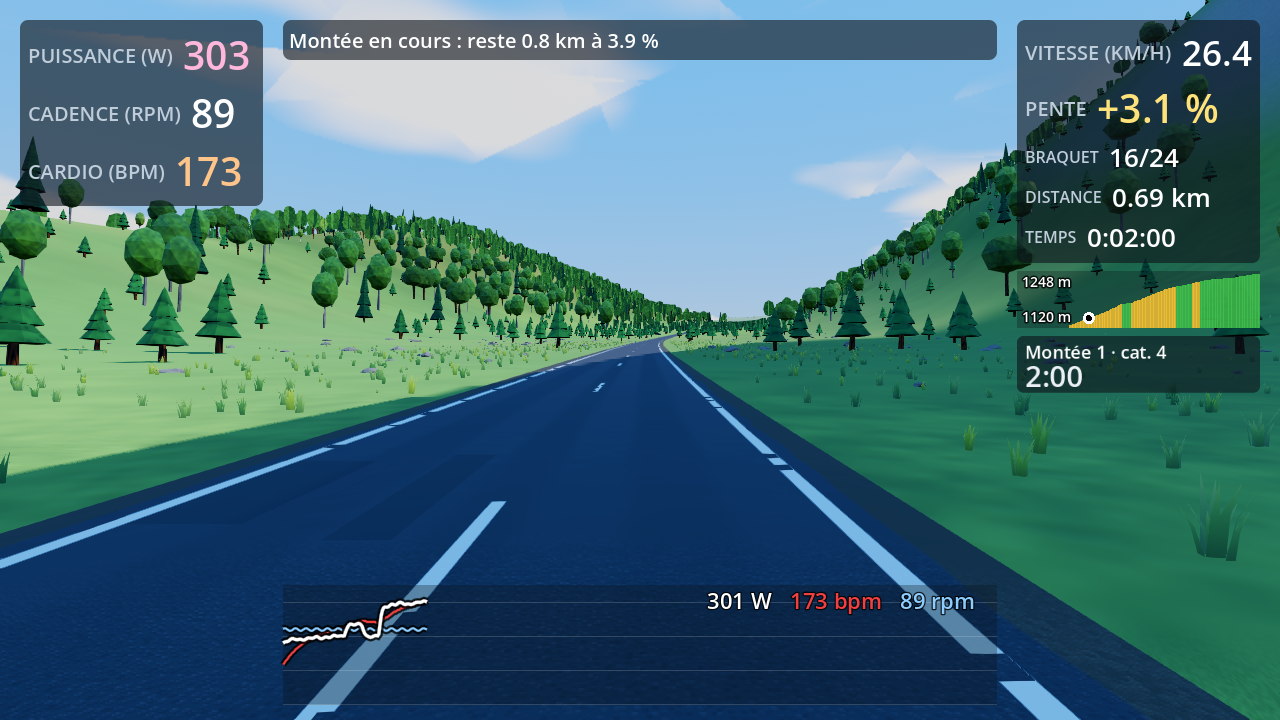 PUISSANCE (W) 303
CADENCE (RPM) 89
CARDIO (BPM) 173
Montée en cours : reste 0.8 km à 3.9 %
VITESSE (KM/H) 26.4
PENTE +3.1 %
BRAQUET 16/24
DISTANCE 0.69 km
TEMPS 0:02:00
1248 m
1120 m
Montée 1 · cat. 4
2:00
301 W 173 bpm 89 rpm